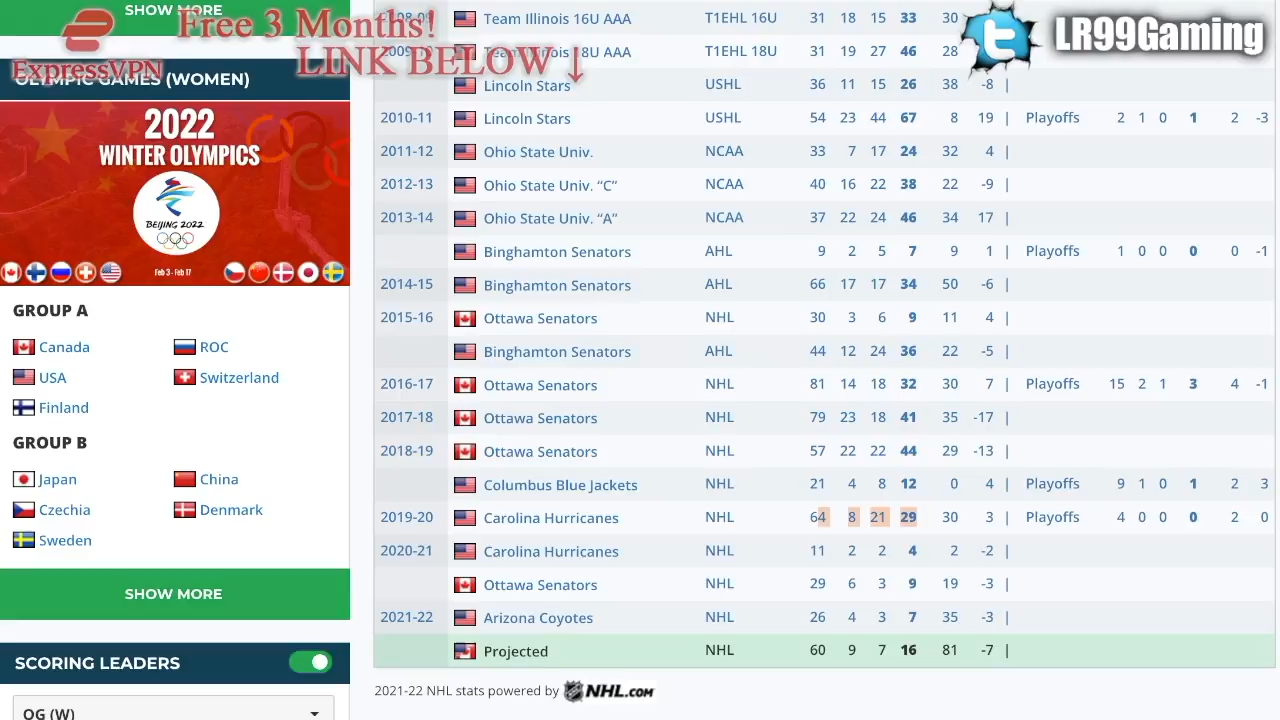 SHOW MORE
Free 3 Months!
LINK BELOW↓
ExpressVPN
LR99Gaming
OLYMPIC GAMES (WOMEN)
2022
WINTER OLYMPICS
BEIJING 2022
Feb 3 - Feb 17
GROUP A
Canada ROC
USA Switzerland
Finland
GROUP B
Japan China
Czechia Denmark
Sweden
SHOW MORE
SCORING LEADERS
OG (W)
2008-09 Team Illinois 16U AAA T1EHL 16U 31 18 15 33 30
2009-10 Team Illinois 18U AAA T1EHL 18U 31 19 27 46 28
Lincoln Stars USHL 36 11 15 26 38 -8 |
2010-11 Lincoln Stars USHL 54 23 44 67 8 19 | Playoffs 2 1 0 1 2 -3
2011-12 Ohio State Univ. NCAA 33 7 17 24 32 4 |
2012-13 Ohio State Univ. “C” NCAA 40 16 22 38 22 -9 |
2013-14 Ohio State Univ. “A” NCAA 37 22 24 46 34 17 |
Binghamton Senators AHL 9 2 5 7 9 1 | Playoffs 1 0 0 0 0 -1
2014-15 Binghamton Senators AHL 66 17 17 34 50 -6 |
2015-16 Ottawa Senators NHL 30 3 6 9 11 4 |
Binghamton Senators AHL 44 12 24 36 22 -5 |
2016-17 Ottawa Senators NHL 81 14 18 32 30 7 | Playoffs 15 2 1 3 4 -1
2017-18 Ottawa Senators NHL 79 23 18 41 35 -17 |
2018-19 Ottawa Senators NHL 57 22 22 44 29 -13 |
Columbus Blue Jackets NHL 21 4 8 12 0 4 | Playoffs 9 1 0 1 2 3
2019-20 Carolina Hurricanes NHL 64 8 21 29 30 3 | Playoffs 4 0 0 0 2 0
2020-21 Carolina Hurricanes NHL 11 2 2 4 2 -2 |
Ottawa Senators NHL 29 6 3 9 19 -3 |
2021-22 Arizona Coyotes NHL 26 4 3 7 35 -3 |
Projected NHL 60 9 7 16 81 -7 |
2021-22 NHL stats powered by NHL.COM